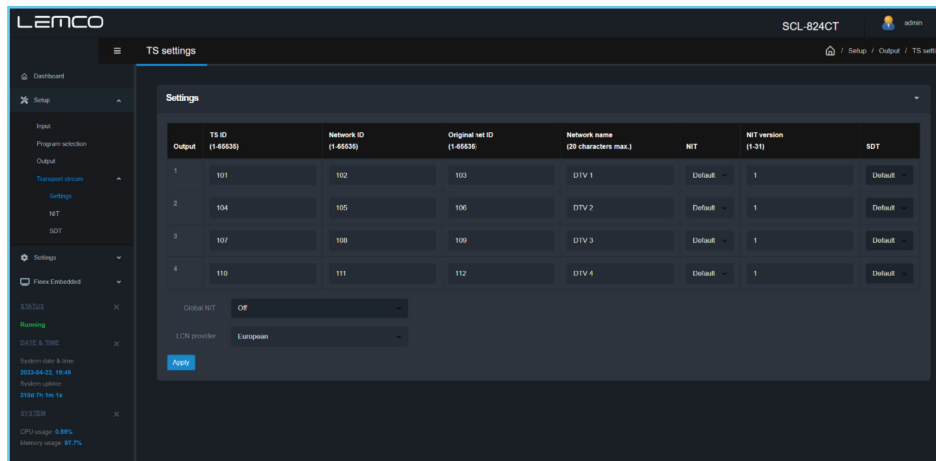 LEMCO
SCL-824CT
admin
TS settings
/ Setup / Output / TS setti
Dashboard
Setup
Input
Program selection
Output
Transport stream
Settings
NIT
SDT
Settings
Flexx Embedded
STATUS
Running
DATE & TIME
System date & time
2023-04-22, 19:49
System uptime
310d 7h 1m 1s
SYSTEM
CPU usage: 0.89%
Memory usage: 87.7%
Settings
Output TS ID (1-65535) Network ID (1-65535) Original net ID (1-65535) Network name (20 characters max.) NIT NIT version (1-31) SDT
1 101 102 103 DTV 1 Default 1 Default
2 104 105 106 DTV 2 Default 1 Default
3 107 108 109 DTV 3 Default 1 Default
4 110 111 112 DTV 4 Default 1 Default
Global NIT Off
LCN provider European
Apply